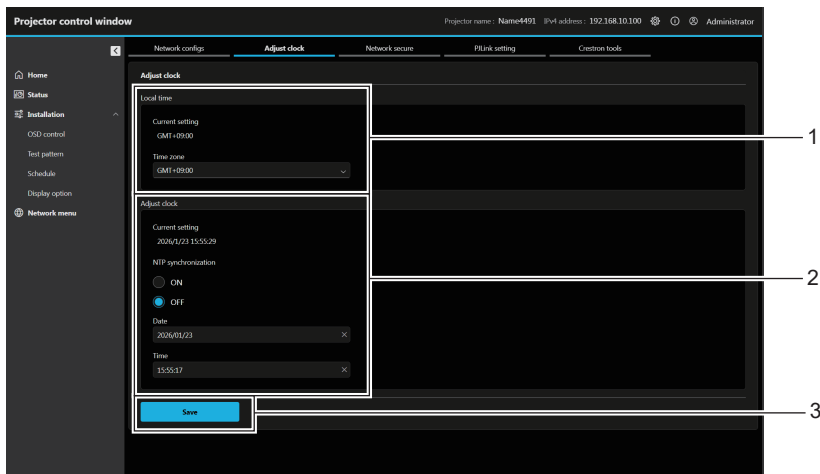 Projector control window
Projector name : Name4491 IPv4 address : 192.168.10.100 Administrator
Network configs Adjust clock Network secure PJLink setting Crestron tools
Home
Status
Installation
OSD control
Test pattern
Schedule
Display option
Network menu
Adjust clock
Local time
Current setting
GMT+09:00
Time zone
GMT+09:00
1
Adjust clock
Current setting
2026/1/23 15:55:29
NTP synchronization
ON
OFF
2
Date
2026/01/23
Time
15:55:17
Save
3